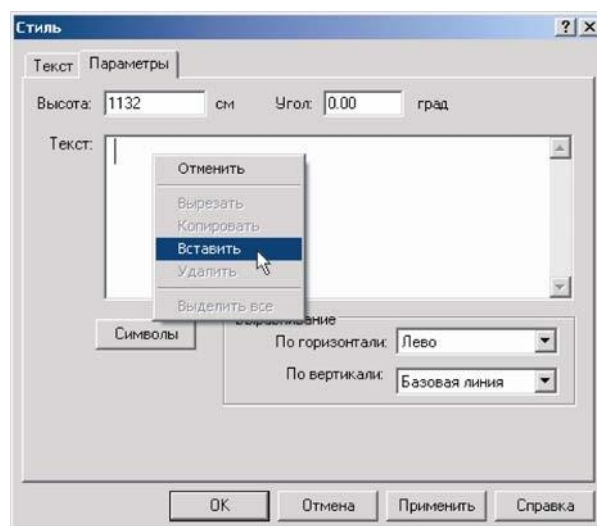 Стиль
Текст Параметры
Высота: 1132 см Угол: 0.00 град
Текст:
Отменить
Вырезать
Копировать
Вставить
Удалить
Выделить все
Символы
Выравнивание
По горизонтали: Лево
По вертикали: Базовая линия
OK Отмена Применить Справка